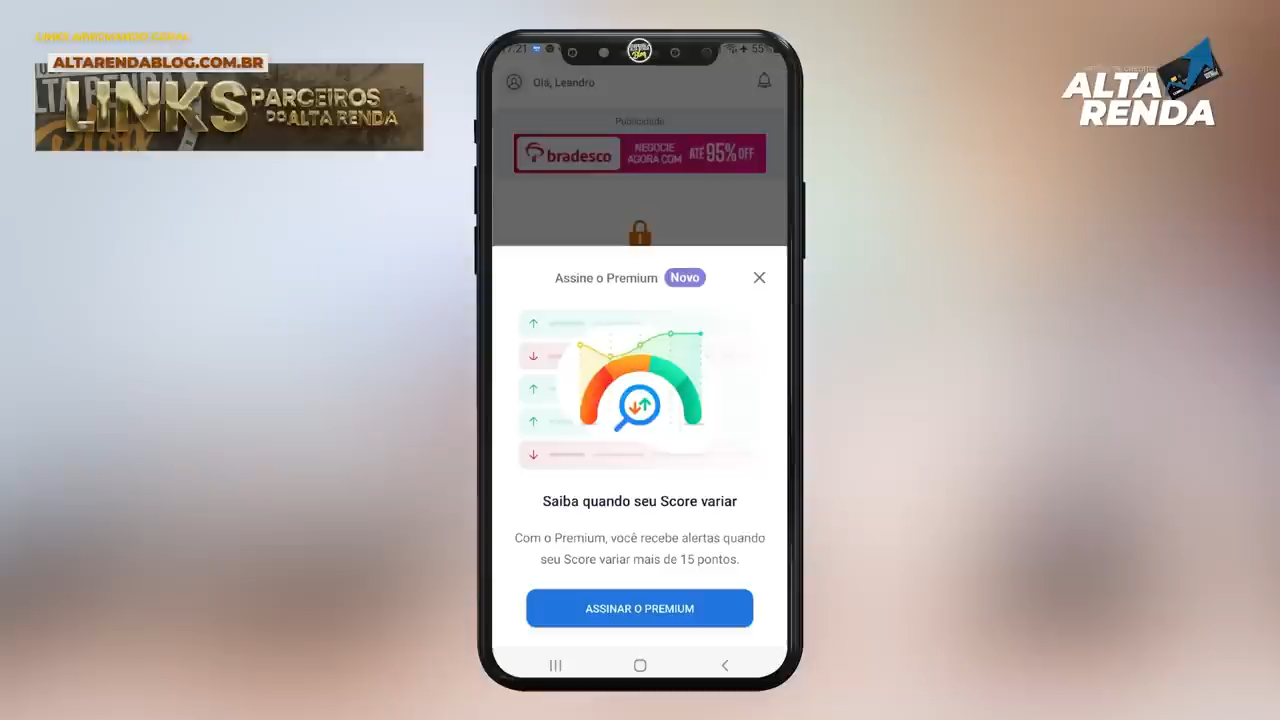 ALTARENDABLOG.COM.BR
LINKS PARCEIROS
DO ALTA RENDA
ALTA
RENDA
Olá, Leandro
Publicidade
bradesco
NEGOCIE
AGORA COM
ATÉ 95% OFF
Assine o Premium
Novo
Saiba quando seu Score variar
Com o Premium, você recebe alertas quando
seu Score variar mais de 15 pontos.
ASSINAR O PREMIUM